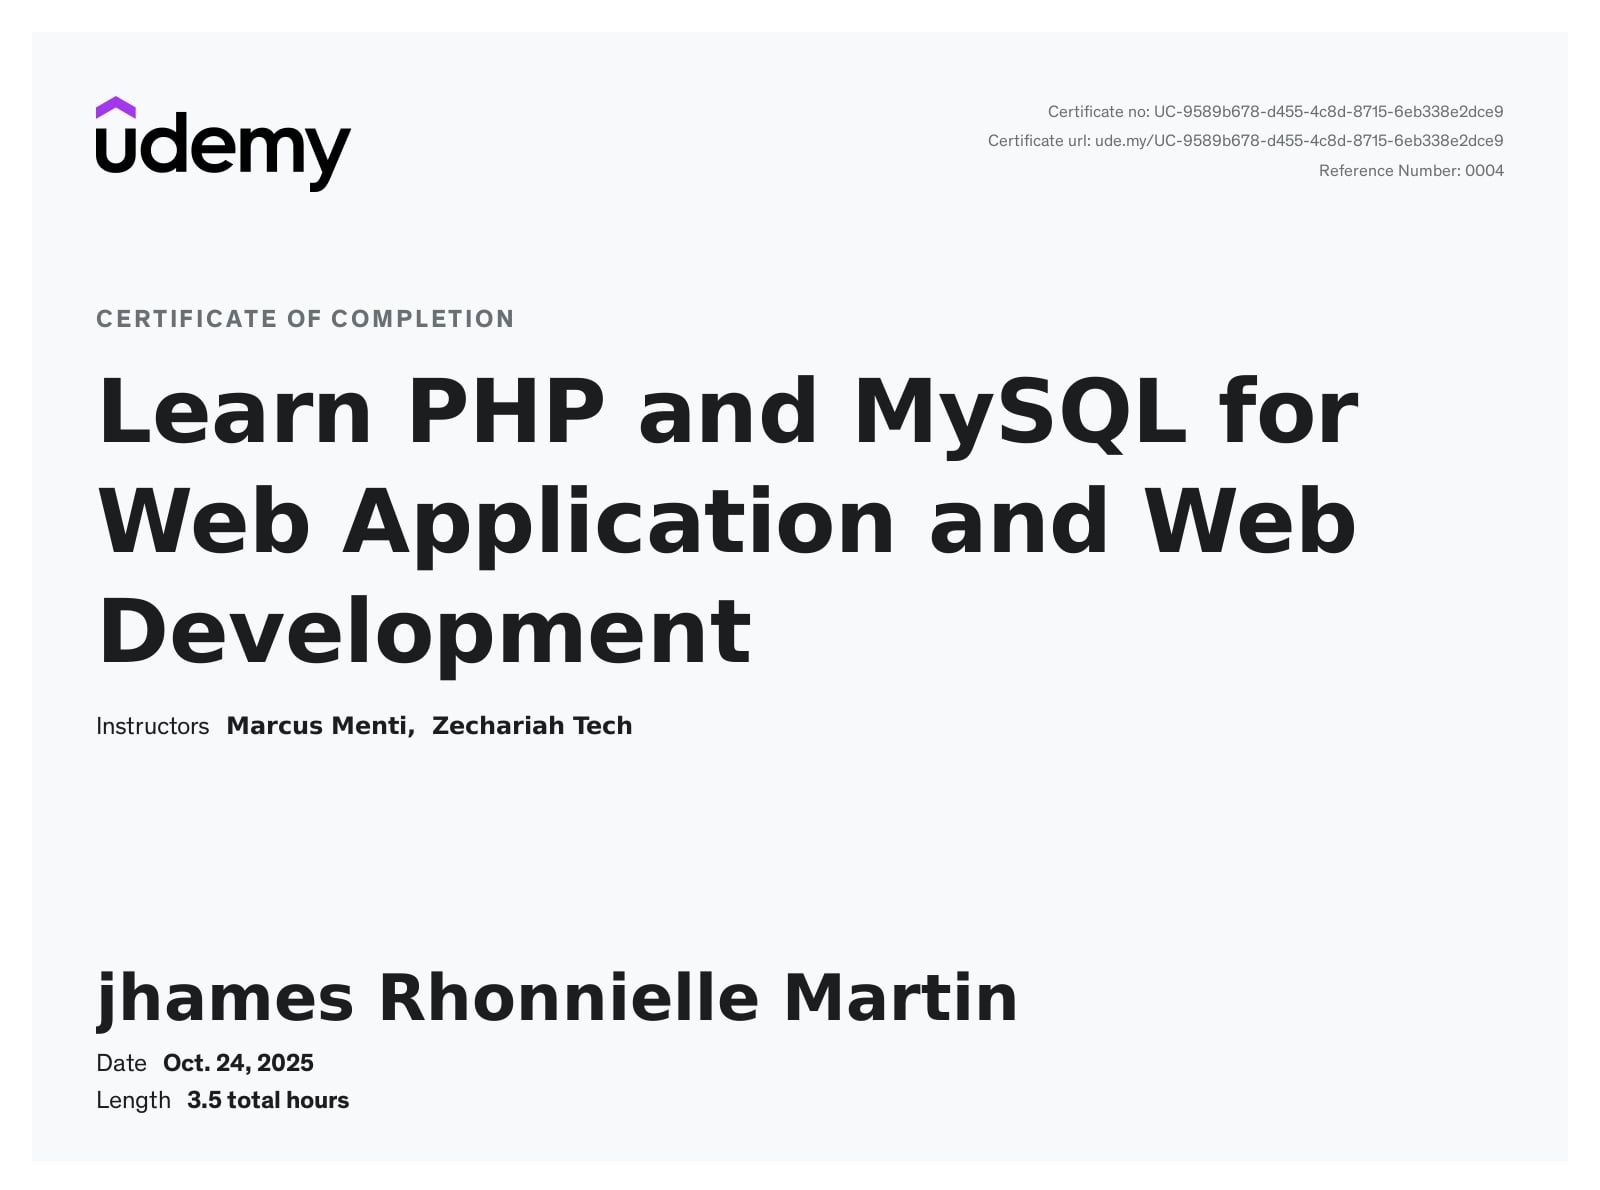 udemy
Certificate no: UC-9589b678-d455-4c8d-8715-6eb338e2dce9
Certificate url: ude.my/UC-9589b678-d455-4c8d-8715-6eb338e2dce9
Reference Number: 0004
CERTIFICATE OF COMPLETION
Learn PHP and MySQL for
Web Application and Web
Development
Instructors Marcus Menti, Zechariah Tech
jhames Rhonnielle Martin
Date Oct. 24, 2025
Length 3.5 total hours